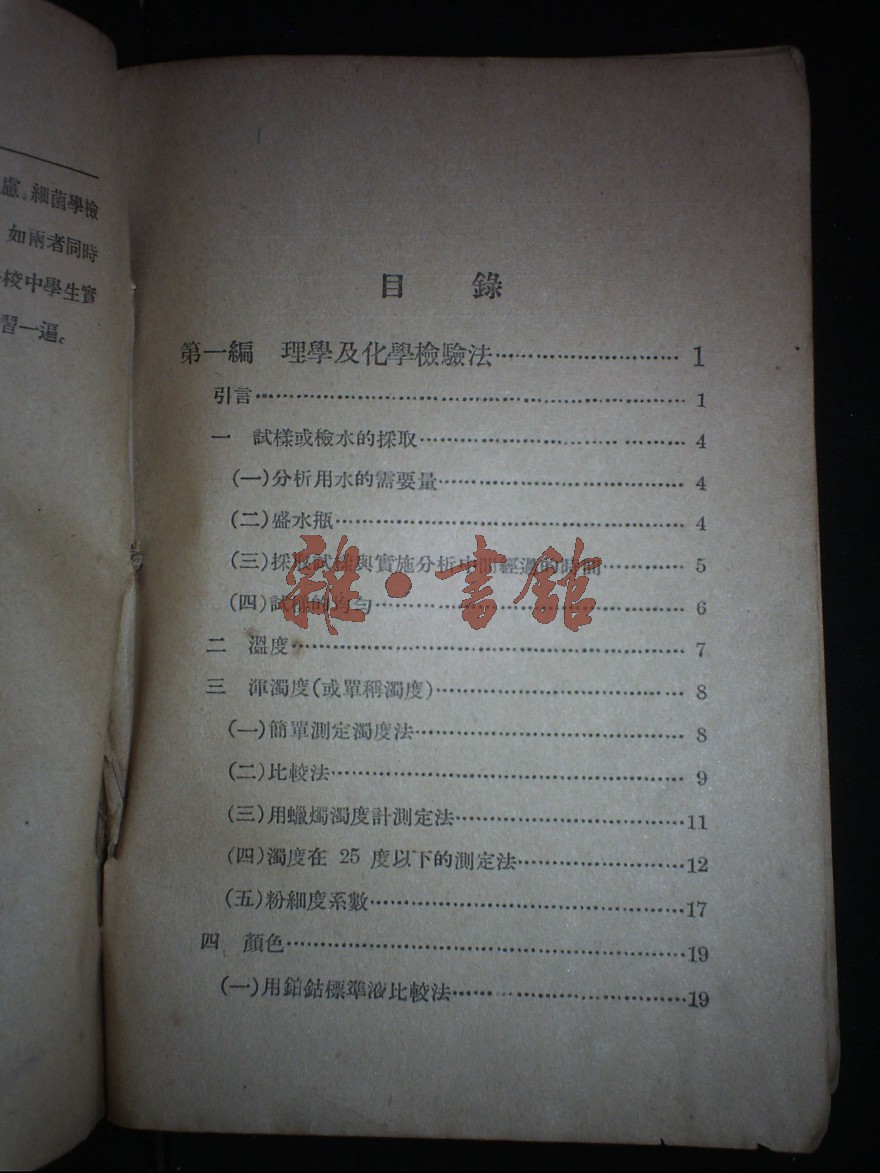 慮。細菌學檢
如兩者同時
校中學生實
習一遍。
目 錄
第一編 理學及化學檢驗法 1
引言 1
一 試樣或檢水的採取 4
(一)分析用水的需要量 4
(二)盛水瓶 4
(三)採取試樣與實施分析中間經過的時間 5
(四)試樣的均勻 6
二 溫度 7
三 渾濁度(或單稱濁度) 8
(一)簡單測定濁度法 8
(二)比較法 9
(三)用蠟燭濁度計測定法 11
(四)濁度在 25 度以下的測定法 12
(五)粉細度系數 17
四 顏色 19
(一)用鉑鈷標準液比較法 19
雜·書館